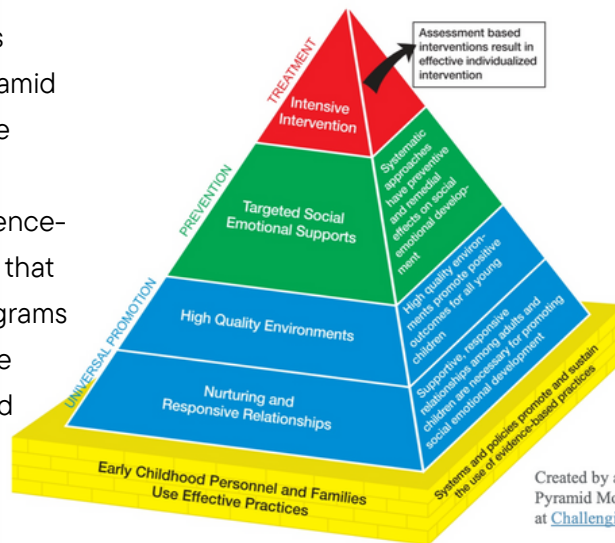 s
amid
e
ence-
that
grams
e
d
TREATMENT
Intensive
Intervention
Assessment based
interventions result in
effective individualized
intervention
PREVENTION
Targeted Social
Emotional Supports
Systematic
approaches
have preventive
and remedial
effects on social
emotional develop-
ment
UNIVERSAL PROMOTION
High Quality Environments
High quality environ-
ments promote positive
outcomes for all young
children
Nurturing and
Responsive Relationships
Supportive, responsive
relationships among adults and
children are necessary for promoting
social emotional development
Early Childhood Personnel and Families
Use Effective Practices
Systems and policies promote and sustain
the use of evidence-based practices
Created by a
Pyramid Mo
at Challengi